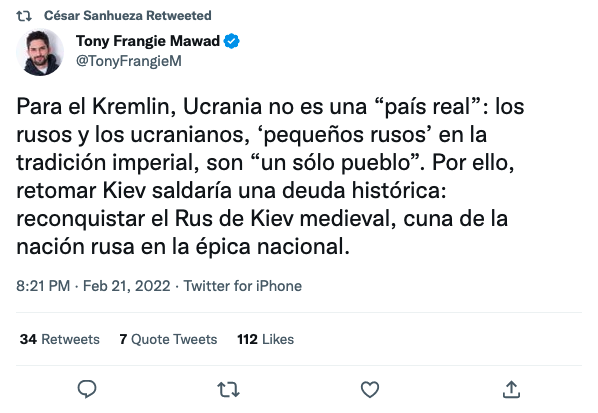 César Sanhueza Retweeted
Tony Frangie Mawad
@TonyFrangieM
Para el Kremlin, Ucrania no es una “país real”: los
rusos y los ucranianos, ‘pequeños rusos’ en la
tradición imperial, son “un sólo pueblo”. Por ello,
retomar Kiev saldaría una deuda histórica:
reconquistar el Rus de Kiev medieval, cuna de la
nación rusa en la épica nacional.
8:21 PM · Feb 21, 2022 · Twitter for iPhone
34 Retweets 7 Quote Tweets 112 Likes